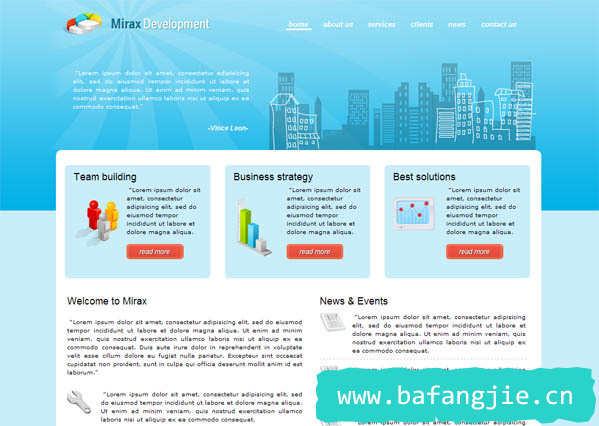 Mirax Development
home about us services clients news contact us
"Lorem ipsum dolor sit amet, consectetur adipisicing
elit, sed do eiusmod tempor incididunt ut labore et
dolore magna aliqua. Ut enim ad minim veniam, quis
nostrud exercitation ullamco laboris nisi ut aliquip ex ea
commodo consequat."
-Vince Leon-
Team building
"Lorem ipsum dolor sit
amet, consectetur
adipisicing elit, sed do
eiusmod tempor
incididunt ut labore et
dolore magna aliqua.
read more
Business strategy
"Lorem ipsum dolor sit
amet, consectetur
adipisicing elit, sed do
eiusmod tempor
incididunt ut labore et
dolore magna aliqua.
read more
Best solutions
"Lorem ipsum dolor sit
amet, consectetur
adipisicing elit, sed do
eiusmod tempor
incididunt ut labore et
dolore magna aliqua.
read more
Welcome to Mirax
"Lorem ipsum dolor sit amet, consectetur adipisicing elit, sed do
eiusmod tempor incididunt ut labore et dolore magna aliqua. Ut enim
ad minim veniam, quis nostrud exercitation ullamco laboris nisi ut
aliquip ex ea commodo consequat. Duis aute irure dolor in reprehenderit in voluptate
velit esse cillum dolore eu fugiat nulla pariatur. Excepteur sint
occaecat cupidatat non proident, sunt in culpa qui officia deserunt mollit anim id est
laborum."
"Lorem ipsum dolor sit amet, consectetur adipisicing
elit, sed do eiusmod tempor incididunt ut labore et
dolore magna aliqua. Ut enim ad minim veniam, quis
nostrud exercitation ullamco laboris nisi ut aliquip ex ea
News & Events
"Lorem ipsum dolor sit amet, consectetur
adipisicing elit, sed do eiusmod tempor incididunt ut
labore et dolore magna aliqua. Ut enim ad minim
veniam, quis nostrud exercitation ullamco laboris nisi
www.bafangjie.cn